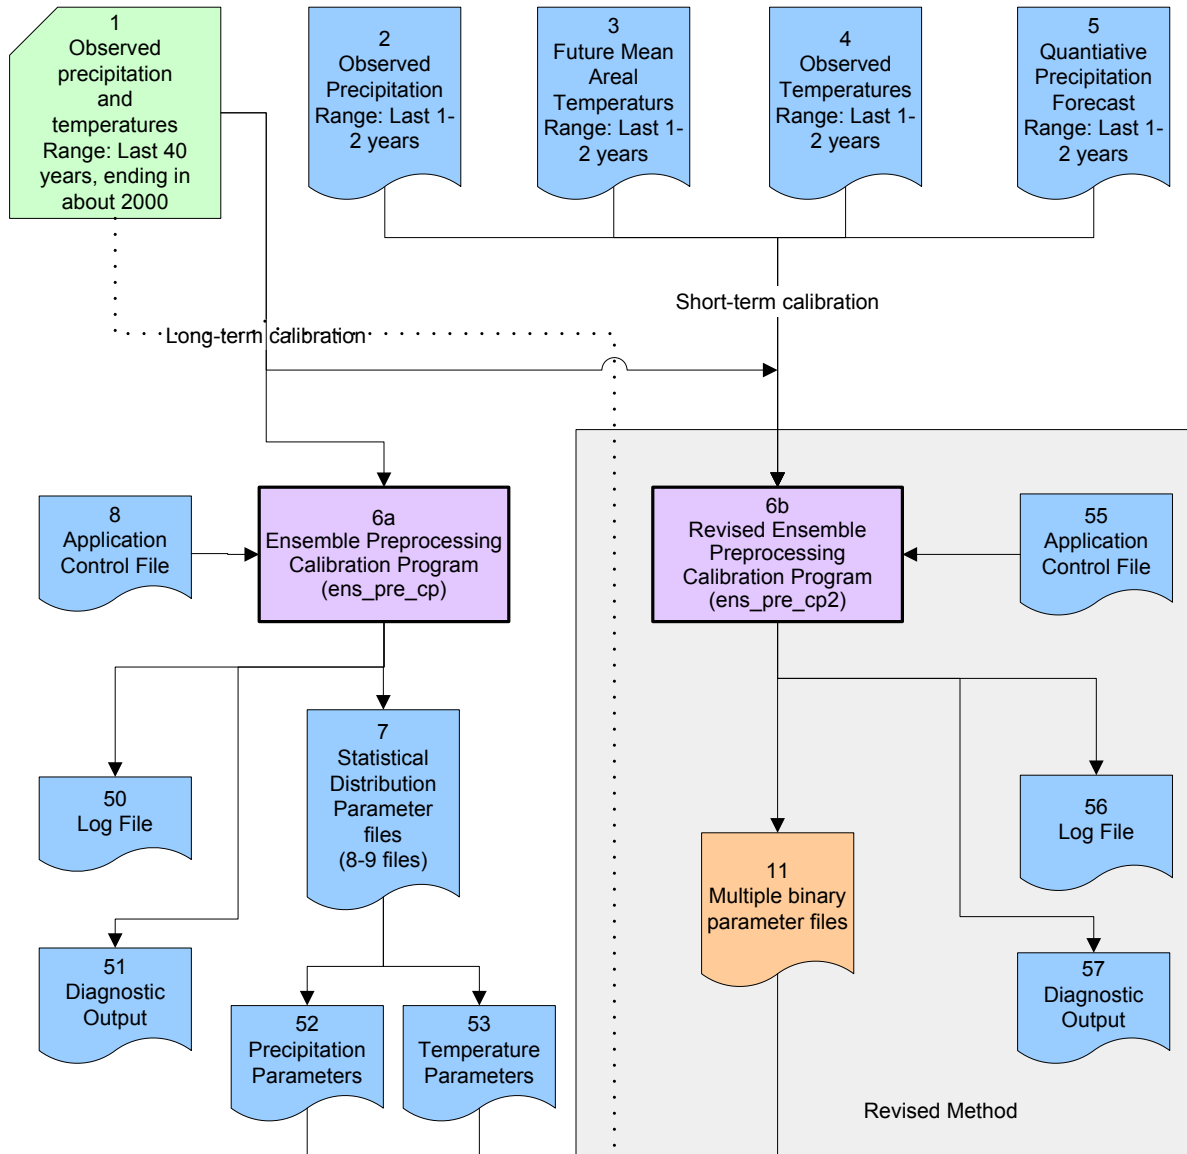 1
Observed
precipitation
and
temperatures
Range: Last 40
years, ending in
about 2000
2
Observed
Precipitation
Range: Last 1-
2 years
3
Future Mean
Areal
Temperaturs
Range: Last 1-
2 years
4
Observed
Temperatures
Range: Last 1-
2 years
5
Quantiative
Precipitation
Forecast
Range: Last 1-
2 years
Short-term calibration
Long-term calibration
8
Application
Control File
6a
Ensemble Preprocessing
Calibration Program
(ens_pre_cp)
6b
Revised Ensemble
Preprocessing
Calibration Program
(ens_pre_cp2)
55
Application
Control File
50
Log File
7
Statistical
Distribution
Parameter
files
(8-9 files)
11
Multiple binary
parameter files
56
Log File
51
Diagnostic
Output
52
Precipitation
Parameters
53
Temperature
Parameters
57
Diagnostic
Output
Revised Method